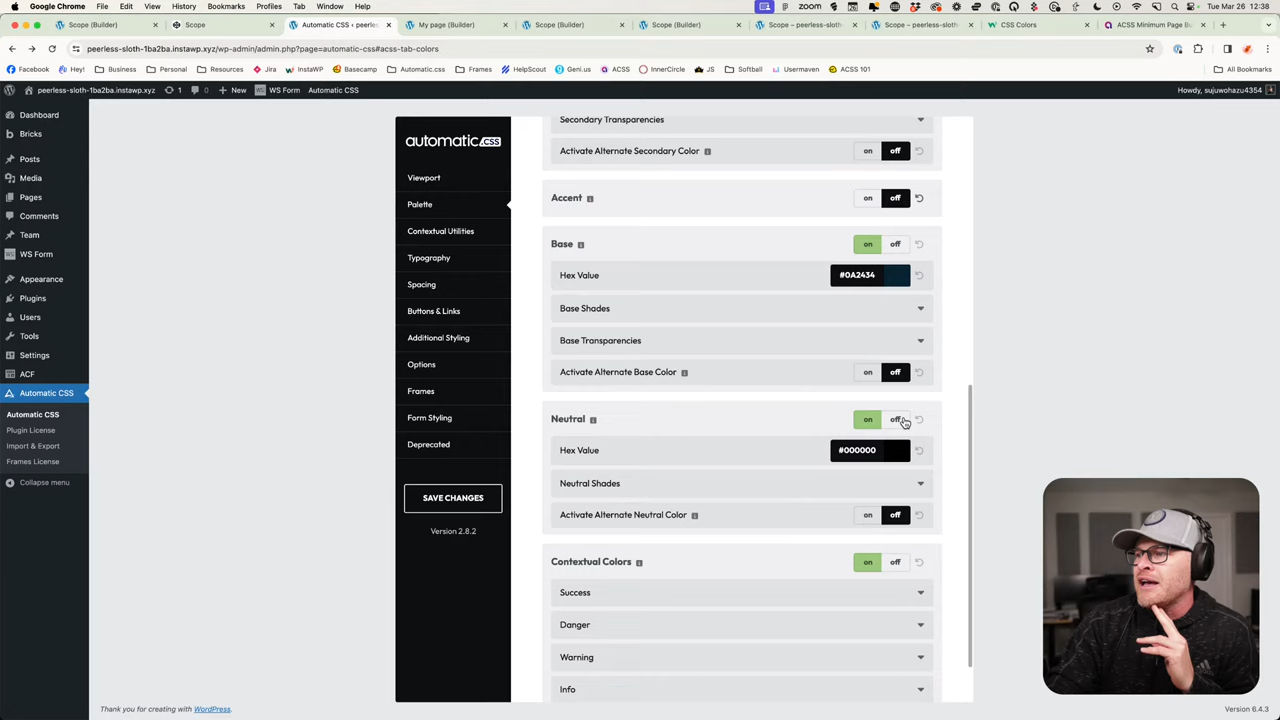 Google Chrome File Edit View History Bookmarks Profiles Tab Window Help zoom Tue Mar 26 12:38
Scope (Builder) Scope Automatic CSS ‹ peerle My page (Builder) Scope (Builder) Scope (Builder) Scope – peerless-sloth Scope – peerless-sloth CSS Colors ACSS Minimum Page Bu
peerless-sloth-1ba2ba.instawp.xyz/wp-admin/admin.php?page=automatic-css#acss-tab-colors
Facebook Hey! Business Personal Resources Jira InstaWP Basecamp Automatic.css Frames HelpScout Geni.us ACSS InnerCircle JS Softball Usermaven ACSS 101 All Bookmarks
peerless-sloth-1ba2ba.instawp.xyz 1 0 New WS Form Automatic CSS Howdy, sujuwohazu4354
Dashboard
Bricks
Posts
Media
Pages
Comments
Team
WS Form
Appearance
Plugins
Users
Tools
Settings
ACF
Automatic CSS
Automatic CSS
Plugin License
Import & Export
Frames License
Collapse menu
automatic.css
Viewport
Palette
Contextual Utilities
Typography
Spacing
Buttons & Links
Additional Styling
Options
Frames
Form Styling
Deprecated
SAVE CHANGES
Version 2.8.2
Secondary Transparencies
Activate Alternate Secondary Color on off
Accent on off
Base on off
Hex Value #0A2434
Base Shades
Base Transparencies
Activate Alternate Base Color on off
Neutral on off
Hex Value #000000
Neutral Shades
Activate Alternate Neutral Color on off
Contextual Colors on off
Success
Danger
Warning
Info
Thank you for creating with WordPress. Version 6.4.3